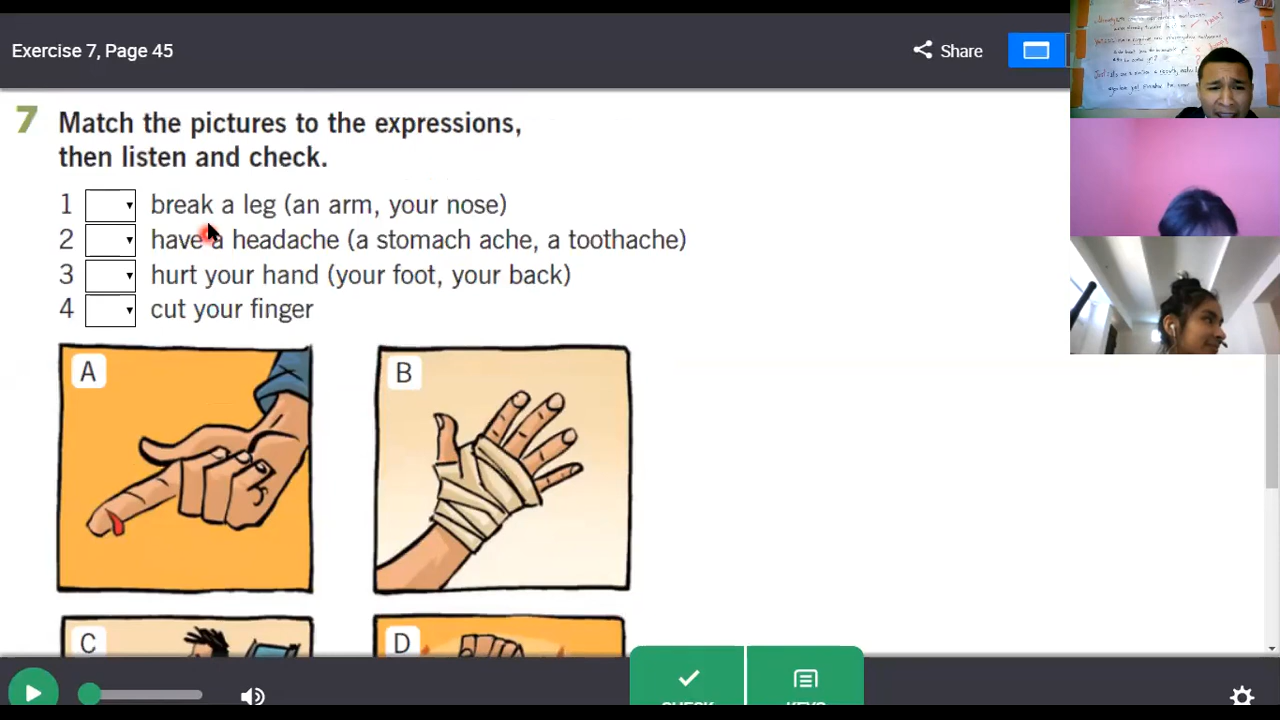 Exercise 7, Page 45
Share
7 Match the pictures to the expressions,
then listen and check.
1 break a leg (an arm, your nose)
2 have a headache (a stomach ache, a toothache)
3 hurt your hand (your foot, your back)
4 cut your finger
A
B
C
D
CHECK
KEYS